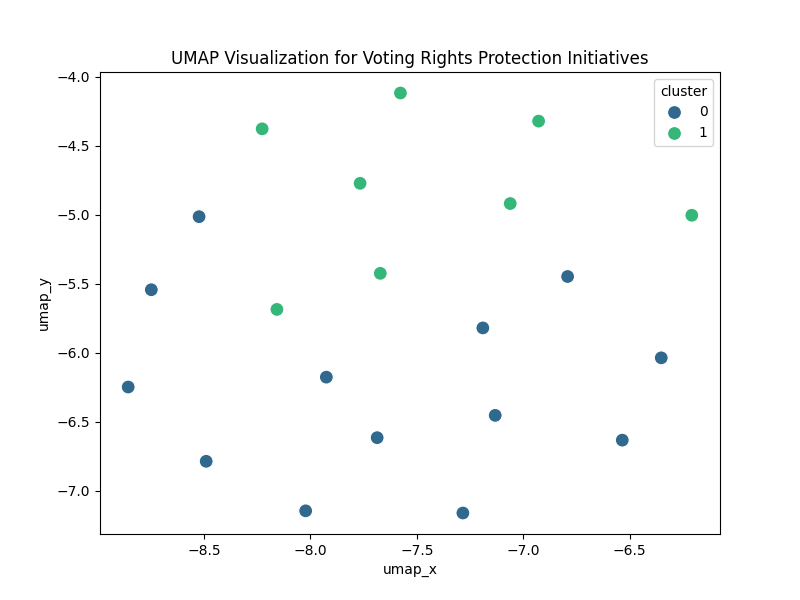 UMAP Visualization for Voting Rights Protection Initiatives
cluster
0
1
−4.0
−4.5
−5.0
−5.5
−6.0
−6.5
−7.0
umap_y
−8.5 −8.0 −7.5 −7.0 −6.5
umap_x